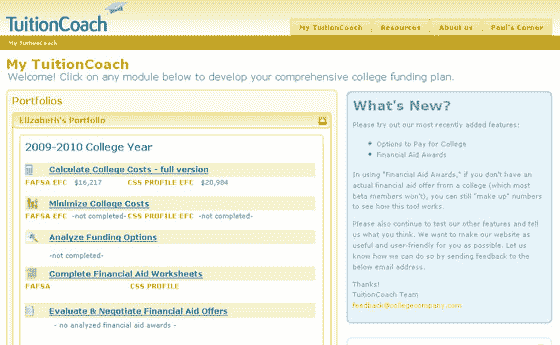 TuitionCoach
My TuitionCoach Resources About us Paul's Corner
My TuitionCoach
My TuitionCoach
Welcome! Click on any module below to develop your comprehensive college funding plan.
Portfolios
Elizabeth's Portfolio
2009-2010 College Year
Calculate College Costs - full version
FAFSA EFC $16,217 CSS PROFILE EFC $20,984
Minimize College Costs
FAFSA EFC -not completed- CSS PROFILE EFC -not completed-
Analyze Funding Options
-not completed-
Complete Financial Aid Worksheets
FAFSA CSS PROFILE
Evaluate & Negotiate Financial Aid Offers
- no analyzed financial aid awards -
What's New?
Please try out our most recently added features:
Options to Pay for College
Financial Aid Awards
In using "Financial Aid Awards," if you don't have an
actual financial aid offer from a college (which most
beta members won't), you can still "make up" numbers
to see how this tool works.
Please also continue to test our other features and tell
us what you think. We want to make our website as
useful and user-friendly for you as possible. Let us
know how we can do so by sending feedback to the
below email address.
Thanks!
TuitionCoach Team
feedback@collegecompany.com